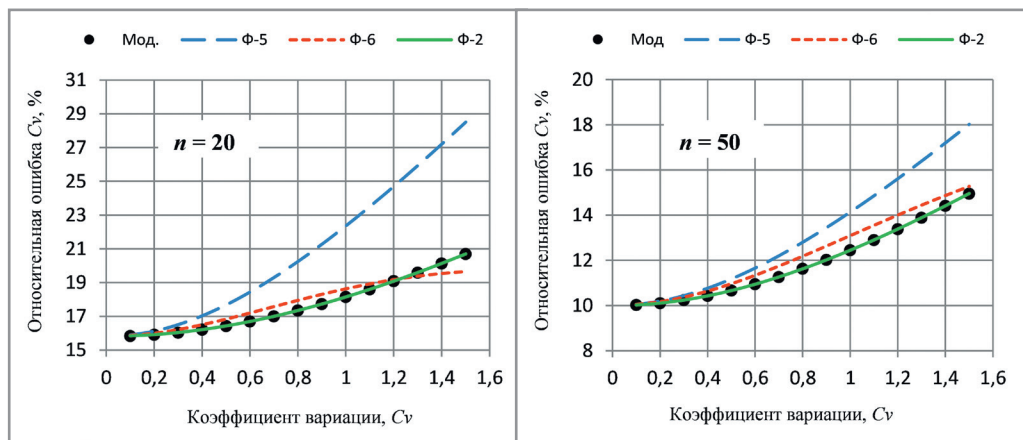 Мод. Ф-5 Ф-6 Ф-2
31
29
27
25
23
21
19
17
15
n = 20
Относительная ошибка Cv, %
0 0,2 0,4 0,6 0,8 1 1,2 1,4 1,6
Коэффициент вариации, Cv
Мод Ф-5 Ф-6 Ф-2
20
18
16
14
12
10
8
n = 50
Относительная ошибка Cv, %
0 0,2 0,4 0,6 0,8 1 1,2 1,4 1,6
Коэффициент вариации, Cv